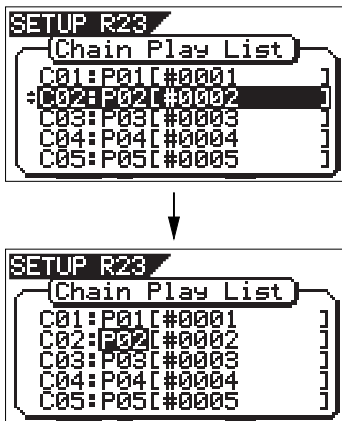 SETUP R23
Chain Play List
C01:P01[#0001 ]
C02:P02[#0002 ]
C03:P03[#0003 ]
C04:P04[#0004 ]
C05:P05[#0005 ]
SETUP R23
Chain Play List
C01:P01[#0001 ]
C02:P02[#0002 ]
C03:P03[#0003 ]
C04:P04[#0004 ]
C05:P05[#0005 ]